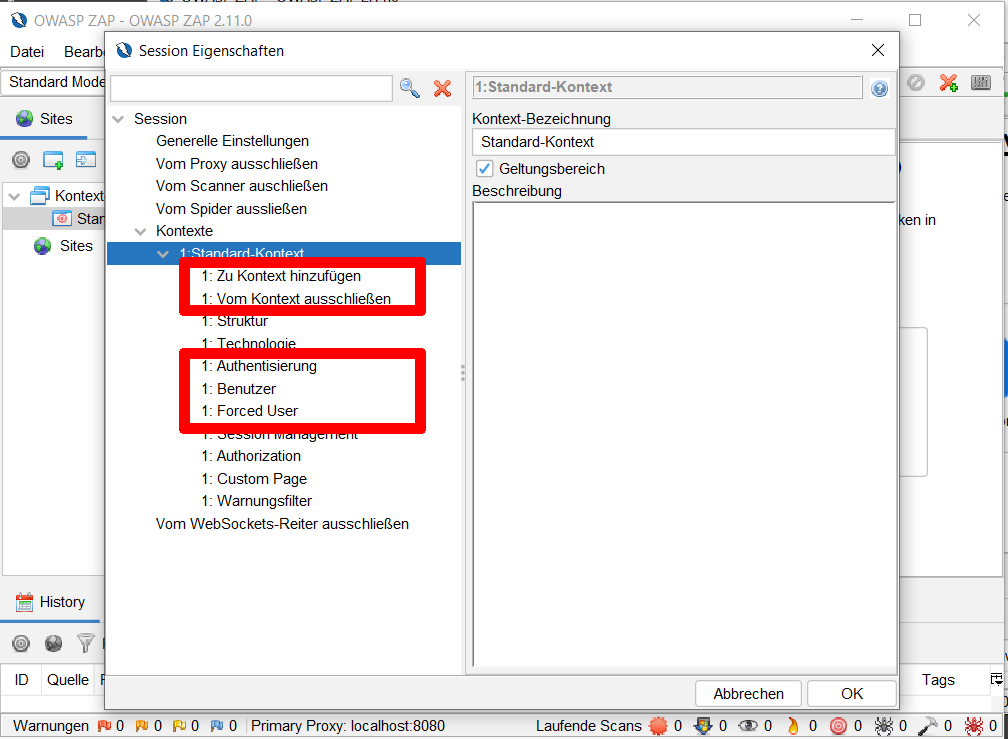 OWASP ZAP - OWASP ZAP 2.11.0
Datei Bearb
Session Eigenschaften
Standard Mode
1:Standard-Kontext
Sites
Session
Kontext-Bezeichnung
Generelle Einstellungen
Standard-Kontext
Vom Proxy ausschließen
Geltungsbereich
Vom Scanner auschließen
Beschreibung
Kontext
Vom Spider aussließen
Stan
ken in
Kontexte
Sites
1:Standard-Kontext
1: Zu Kontext hinzufügen
1: Vom Kontext ausschließen
1: Struktur
1: Technologie
1: Authentisierung
1: Benutzer
1: Forced User
1: Session Management
1: Authorization
1: Custom Page
1: Warnungsfilter
Vom WebSockets-Reiter ausschließen
History
ID Quelle
Tags
Abbrechen OK
Warnungen 0 0 0 0 Primary Proxy: localhost:8080 Laufende Scans 0 0 0 0 0 0 0 0